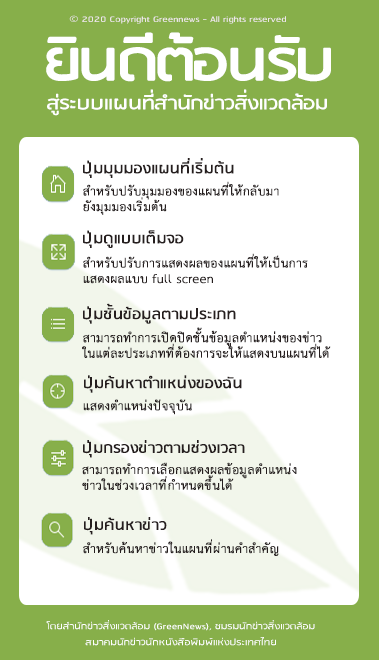 © 2020 Copyright Greennews - All rights reserved
ยินดีต้อนรับ
สู่ระบบแผนที่สำนักข่าวสิ่งแวดล้อม
ปุ่มมุมมองแผนที่เริ่มต้น
สำหรับปรับมุมมองของแผนที่ให้กลับมา
ยังมุมมองเริ่มต้น
ปุ่มดูแบบเต็มจอ
สำหรับปรับการแสดงผลของแผนที่ให้เป็นการ
แสดงผลแบบ full screen
ปุ่มชั้นข้อมูลตามประเภท
สามารถทำการเปิดปิดชั้นข้อมูลตำแหน่งของข่าว
ในแต่ละประเภทที่ต้องการจะให้แสดงบนแผนที่ได้
ปุ่มค้นหาตำแหน่งของฉัน
แสดงตำแหน่งปัจจุบัน
ปุ่มกรองข่าวตามช่วงเวลา
สามารถทำการเลือกแสดงผลข้อมูลตำแหน่ง
ข่าวในช่วงเวลาที่กำหนดขึ้นได้
ปุ่มค้นหาข่าว
สำหรับค้นหาข่าวในแผนที่ผ่านคำสำคัญ
โดยสำนักข่าวสิ่งแวดล้อม (GreenNews), ชมรมนักข่าวสิ่งแวดล้อม
สมาคมนักข่าวนักหนังสือพิมพ์แห่งประเทศไทย